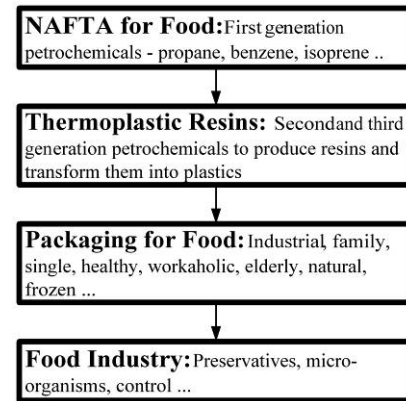 NAFTA for Food:First generation
petrochemicals - propane, benzene, isoprene ..
Thermoplastic Resins: Secondand third
generation petrochemicals to produce resins and
transform them into plastics
Packaging for Food:Industrial, family,
single, healthy, workaholic, elderly, natural,
frozen ...
Food Industry:Preservatives, micro-
organisms, control ...